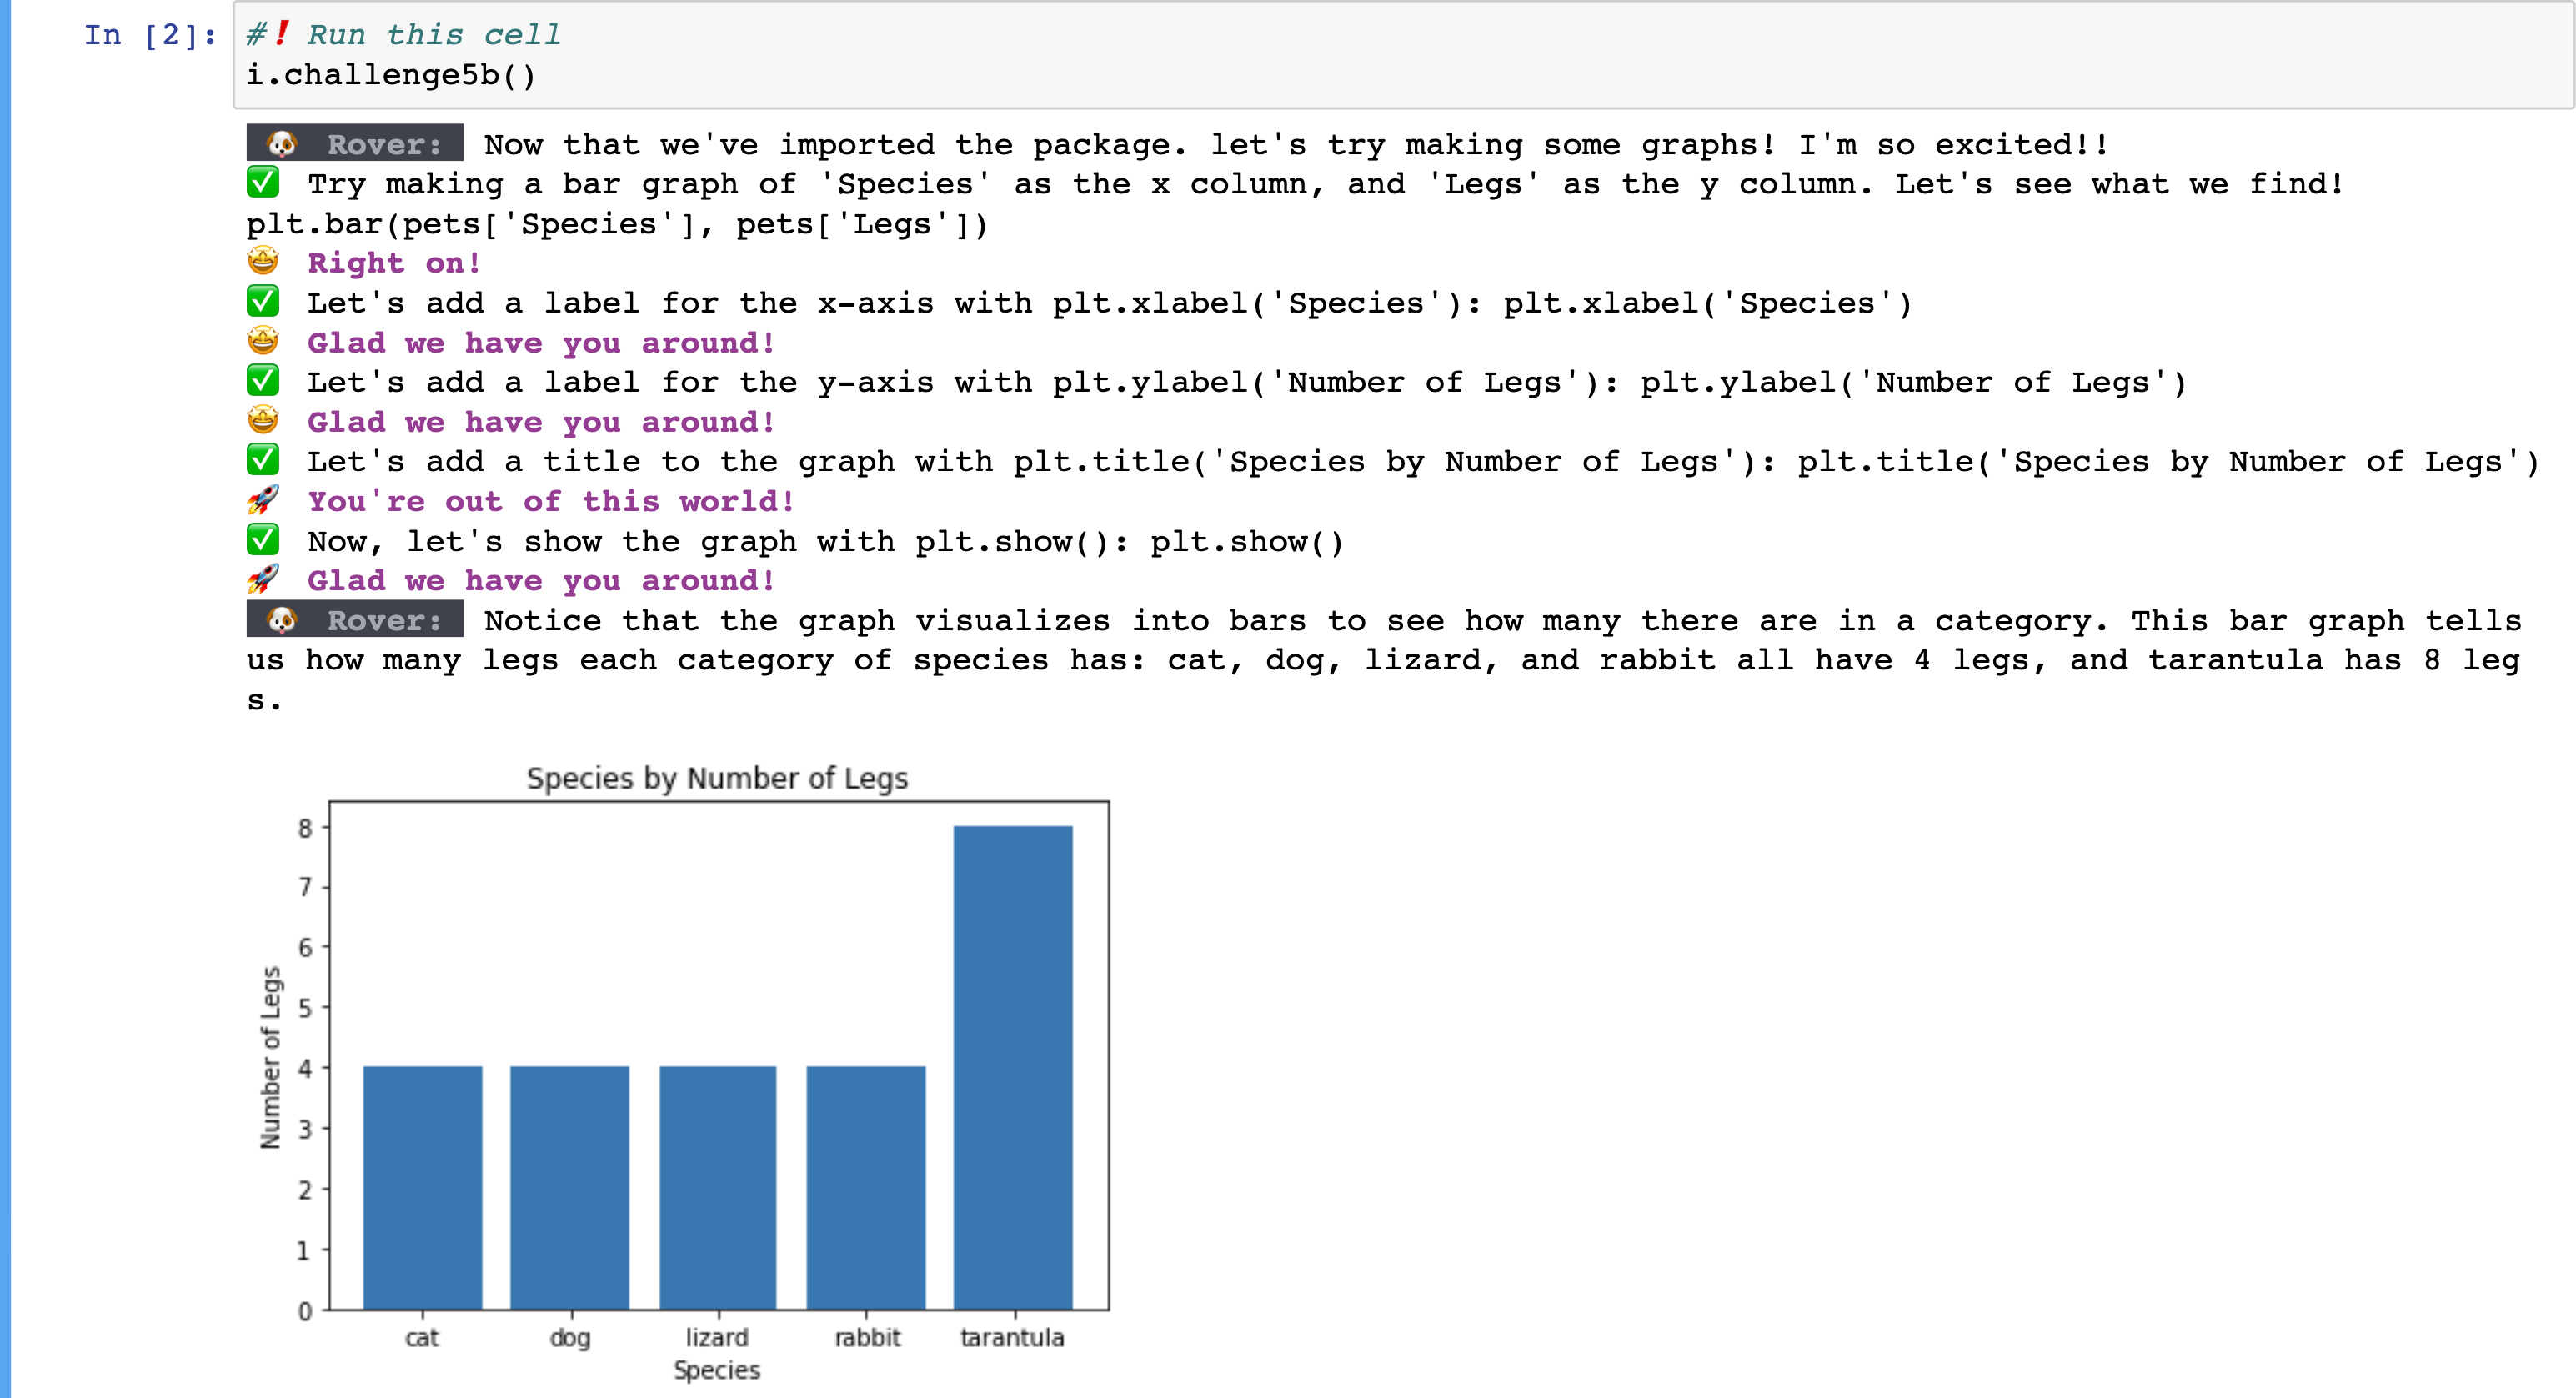 In [2]: #❗ Run this cell
i.challenge5b()
🐶 Rover: Now that we've imported the package. let's try making some graphs! I'm so excited!!
✅ Try making a bar graph of 'Species' as the x column, and 'Legs' as the y column. Let's see what we find!
plt.bar(pets['Species'], pets['Legs'])
🤩 Right on!
✅ Let's add a label for the x-axis with plt.xlabel('Species'): plt.xlabel('Species')
🤩 Glad we have you around!
✅ Let's add a label for the y-axis with plt.ylabel('Number of Legs'): plt.ylabel('Number of Legs')
🤩 Glad we have you around!
✅ Let's add a title to the graph with plt.title('Species by Number of Legs'): plt.title('Species by Number of Legs')
🚀 You're out of this world!
✅ Now, let's show the graph with plt.show(): plt.show()
🚀 Glad we have you around!
🐶 Rover: Notice that the graph visualizes into bars to see how many there are in a category. This bar graph tells
us how many legs each category of species has: cat, dog, lizard, and rabbit all have 4 legs, and tarantula has 8 leg
s.
Species by Number of Legs
8
7
6
5
4
3
2
1
0
Number of Legs
cat dog lizard rabbit tarantula
Species